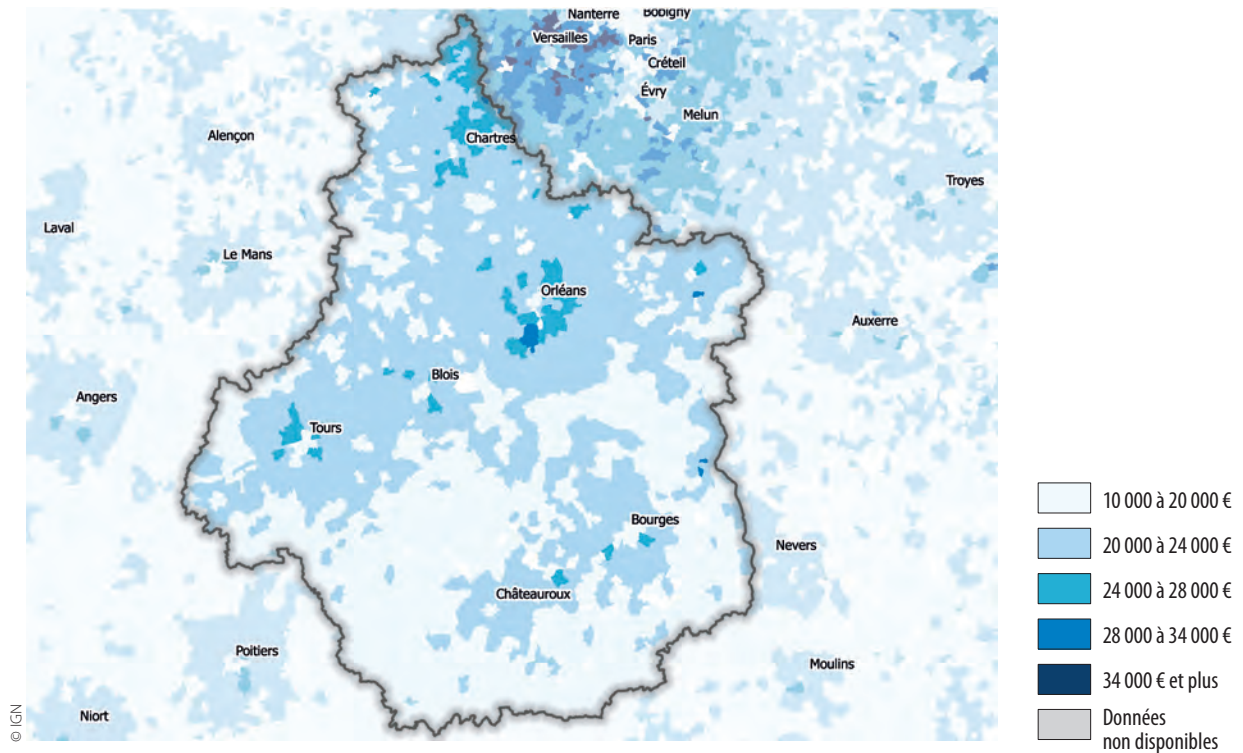 Nanterre
Bobigny
Versailles
Paris
Créteil
Évry
Melun
Alençon
Chartres
Troyes
Laval
Le Mans
Orléans
Auxerre
Angers
Blois
Tours
Bourges
Nevers
Châteauroux
Poitiers
Moulins
Niort
© IGN
10 000 à 20 000 €
20 000 à 24 000 €
24 000 à 28 000 €
28 000 à 34 000 €
34 000 € et plus
Données
non disponibles